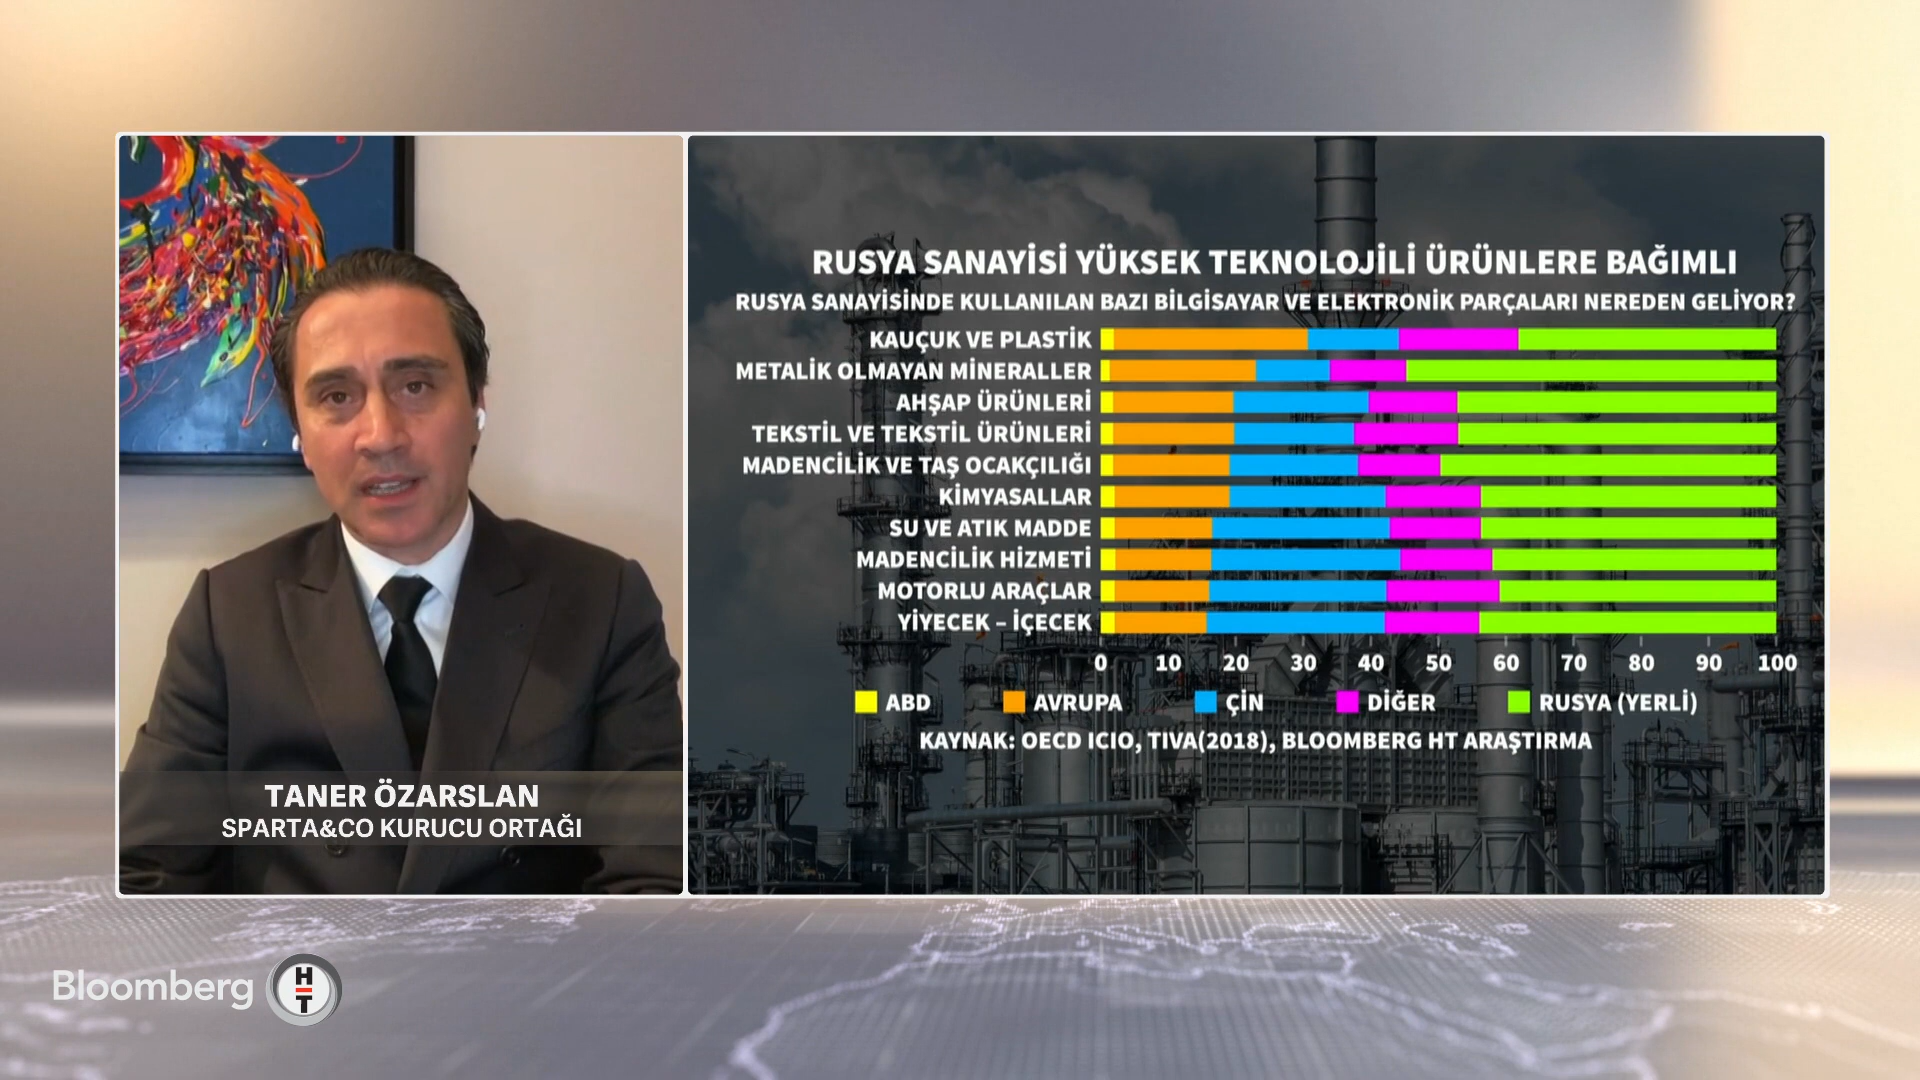 RUSYA SANAYİSİ YÜKSEK TEKNOLOJİLİ ÜRÜNLERE BAĞIMLI
RUSYA SANAYİSİNDE KULLANILAN BAZI BİLGİSAYAR VE ELEKTRONİK PARÇALARI NEREDEN GELİYOR?
KAUÇUK VE PLASTİK
METALİK OLMAYAN MİNERALLER
AHŞAP ÜRÜNLERİ
TEKSTİL VE TEKSTİL ÜRÜNLERİ
MADENCİLİK VE TAŞ OCAKÇILIĞI
KİMYASALLAR
SU VE ATIK MADDE
MADENCİLİK HİZMETİ
MOTORLU ARAÇLAR
YİYECEK – İÇECEK
0 10 20 30 40 50 60 70 80 90 100
ABD AVRUPA ÇİN DİĞER RUSYA (YERLİ)
KAYNAK: OECD ICIO, TIVA(2018), BLOOMBERG HT ARAŞTIRMA
TANER ÖZARSLAN
SPARTA&CO KURUCU ORTAĞI
Bloomberg HT